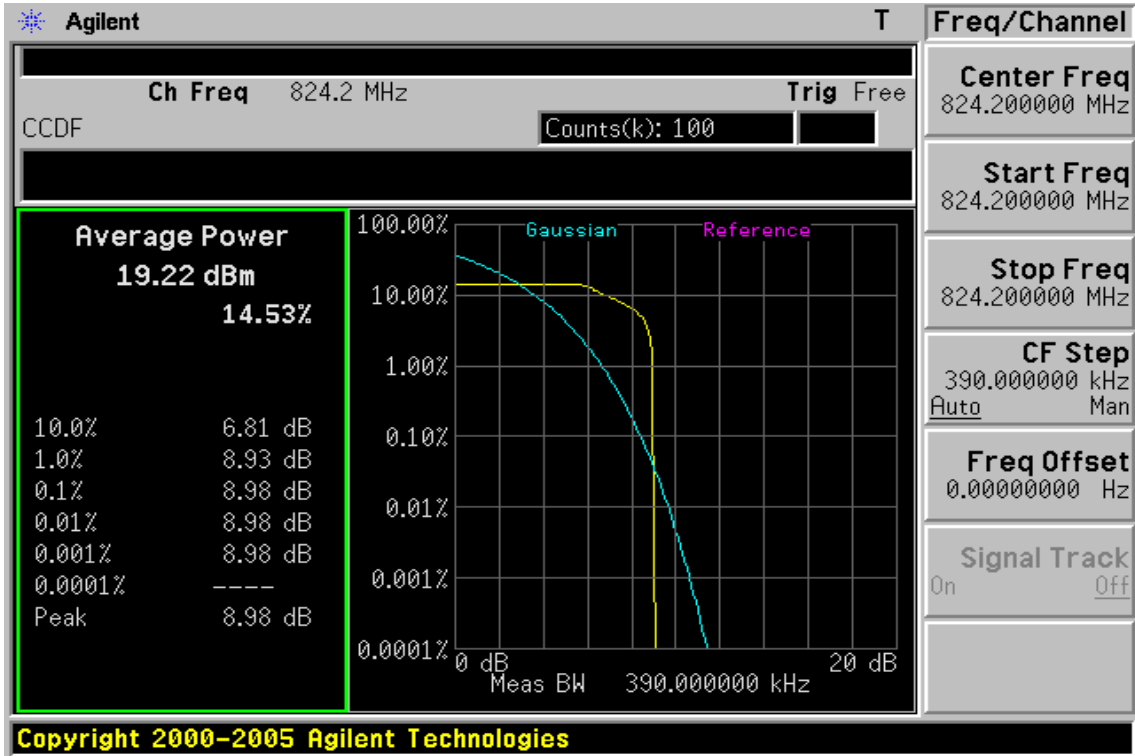 Agilent T Freq/Channel
Ch Freq 824.2 MHz Trig Free
CCDF Counts(k): 100
Average Power
19.22 dBm
14.53%
10.0% 6.81 dB
1.0% 8.93 dB
0.1% 8.98 dB
0.01% 8.98 dB
0.001% 8.98 dB
0.0001% ----
Peak 8.98 dB
Gaussian Reference
100.00%
10.00%
1.00%
0.10%
0.01%
0.001%
0.0001%
0 dB 20 dB
Meas BW 390.000000 kHz
Center Freq
824.200000 MHz
Start Freq
824.200000 MHz
Stop Freq
824.200000 MHz
CF Step
390.000000 kHz
Auto Man
Freq Offset
0.00000000 Hz
Signal Track
On Off
Copyright 2000-2005 Agilent Technologies